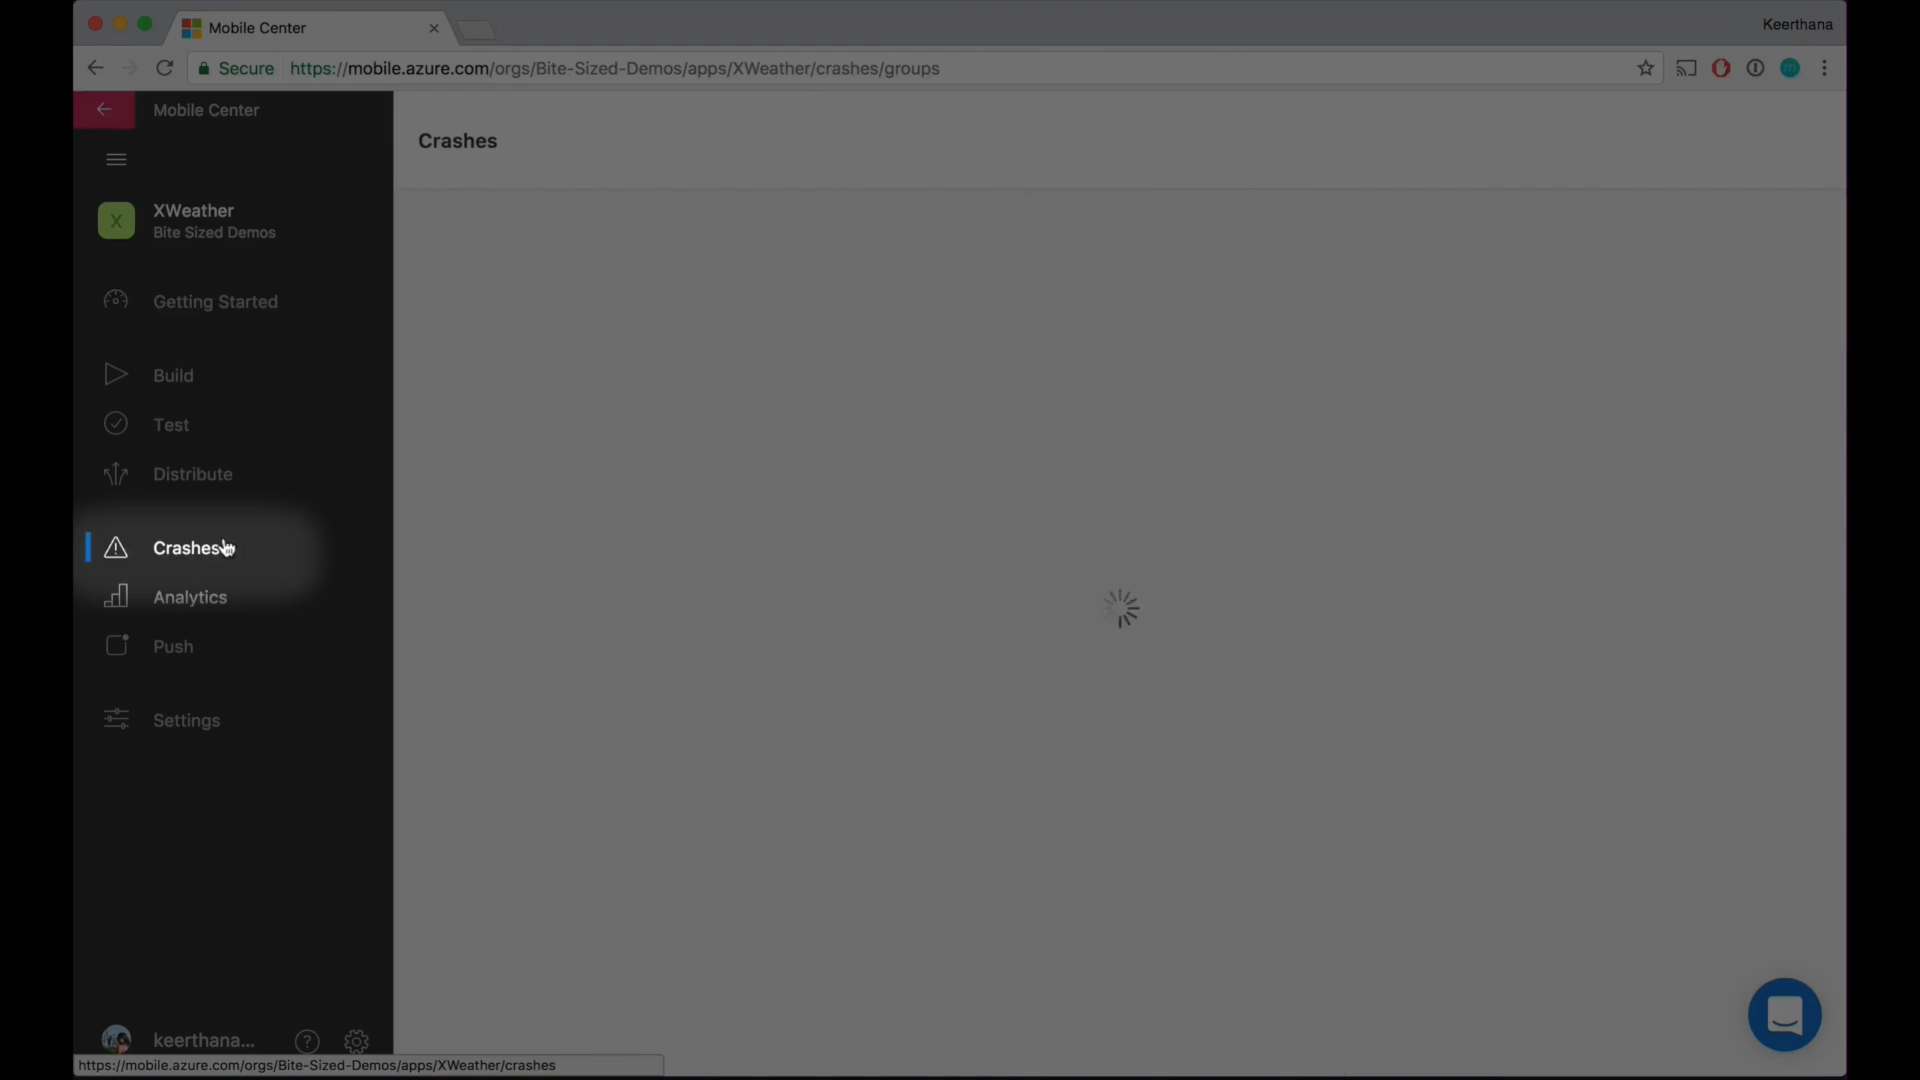 Mobile Center
Keerthana
Secure https://mobile.azure.com/orgs/Bite-Sized-Demos/apps/XWeather/crashes/groups
Mobile Center
Crashes
X
XWeather
Bite Sized Demos
Getting Started
Build
Test
Distribute
Crashes
Analytics
Push
Settings
keerthana...
?
https://mobile.azure.com/orgs/Bite-Sized-Demos/apps/XWeather/crashes